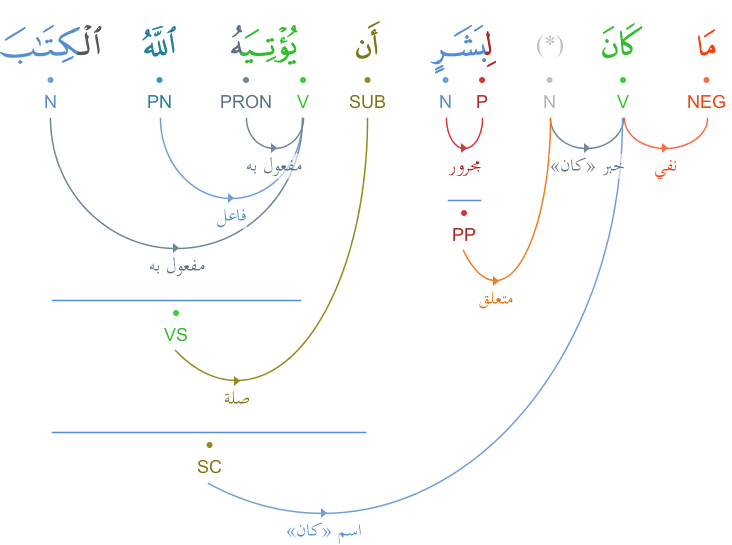 مَا كَانَ (*) لِبَشَرٍ أَن يُؤْتِيَهُ ٱللَّهُ ٱلْكِتَٰبَ
NEG V N P N SUB V PRON PN N
نفي خبر «كان» مجرور مفعول به
فاعل
PP
مفعول به
متعلق
VS
صلة
SC
اسم «كان»